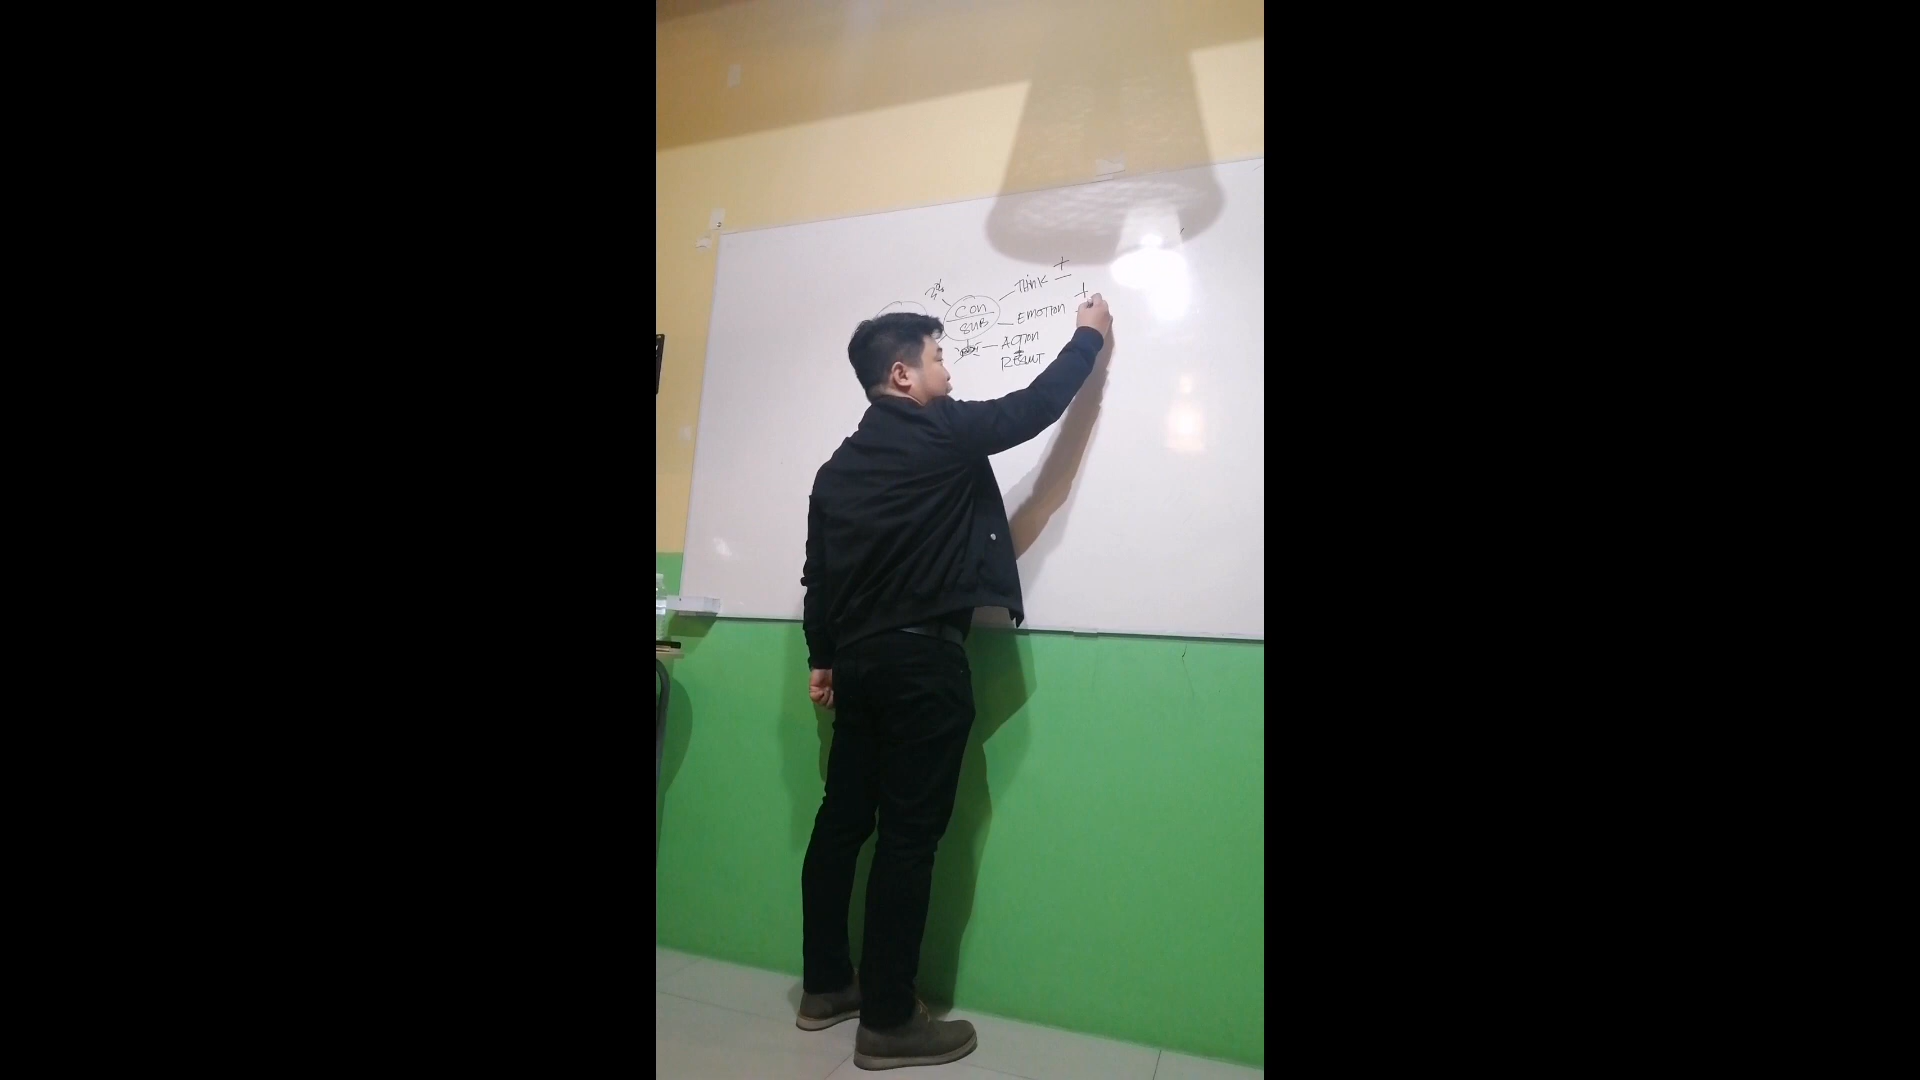 THINK +
—
CON
SUB
EMOTION +
ACTION
RESULT